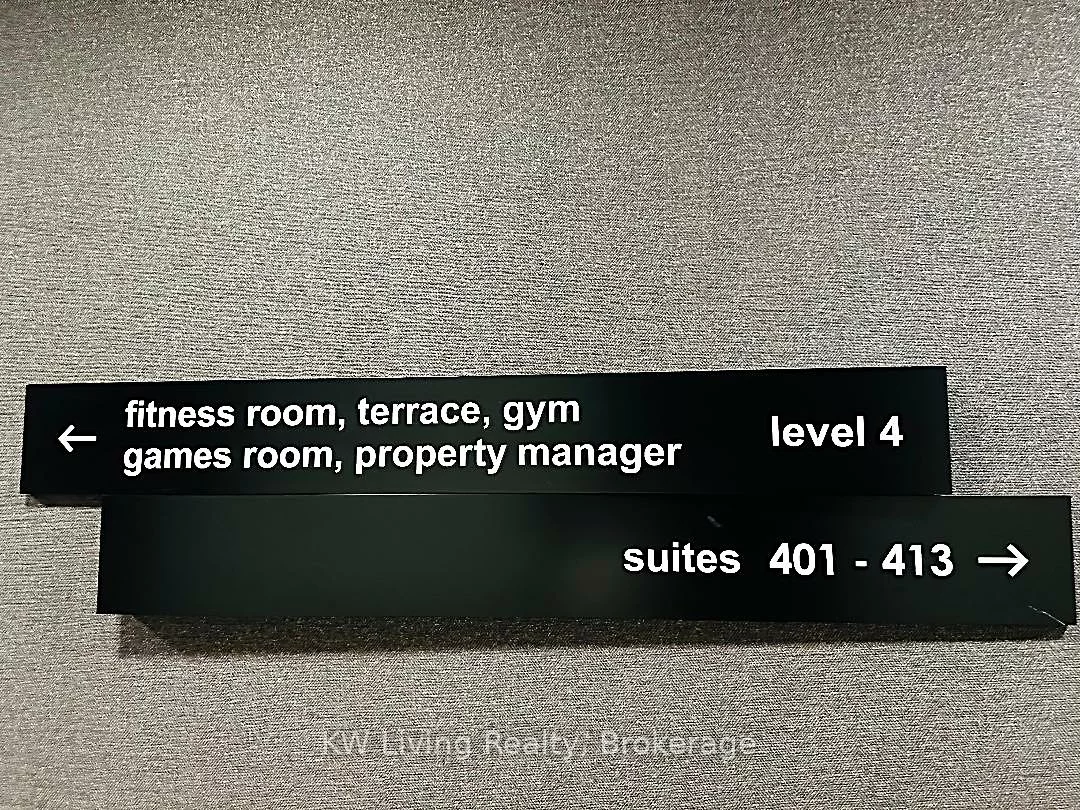 ← fitness room, terrace, gym
games room, property manager
level 4
suites 401 - 413 →
KW Living Realty, Brokerage